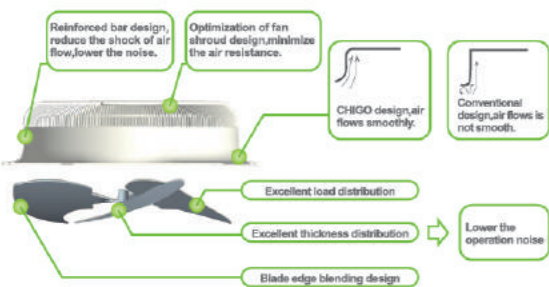 Reinforced bar design,
reduce the shock of air
flow,lower the noise.
Optimization of fan
shroud design,minimize
the air resistance.
CHIGO design,air
flows smoothly.
Conventional
design,air flows is
not smooth.
Excellent load distribution
Excellent thickness distribution
Lower the
operation noise
Blade edge blending design